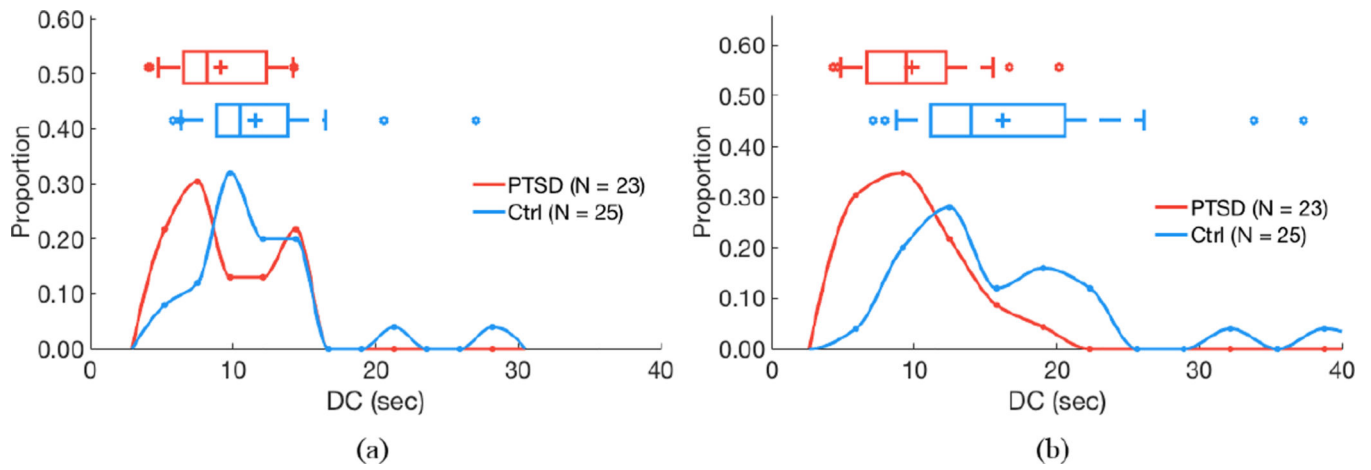 0.60
0.50
0.40
0.30
0.20
0.10
0.00
Proportion
PTSD (N = 23)
Ctrl (N = 25)
0 10 20 30 40
DC (sec)
(a)
0.60
0.50
0.40
0.30
0.20
0.10
0.00
Proportion
PTSD (N = 23)
Ctrl (N = 25)
0 10 20 30 40
DC (sec)
(b)